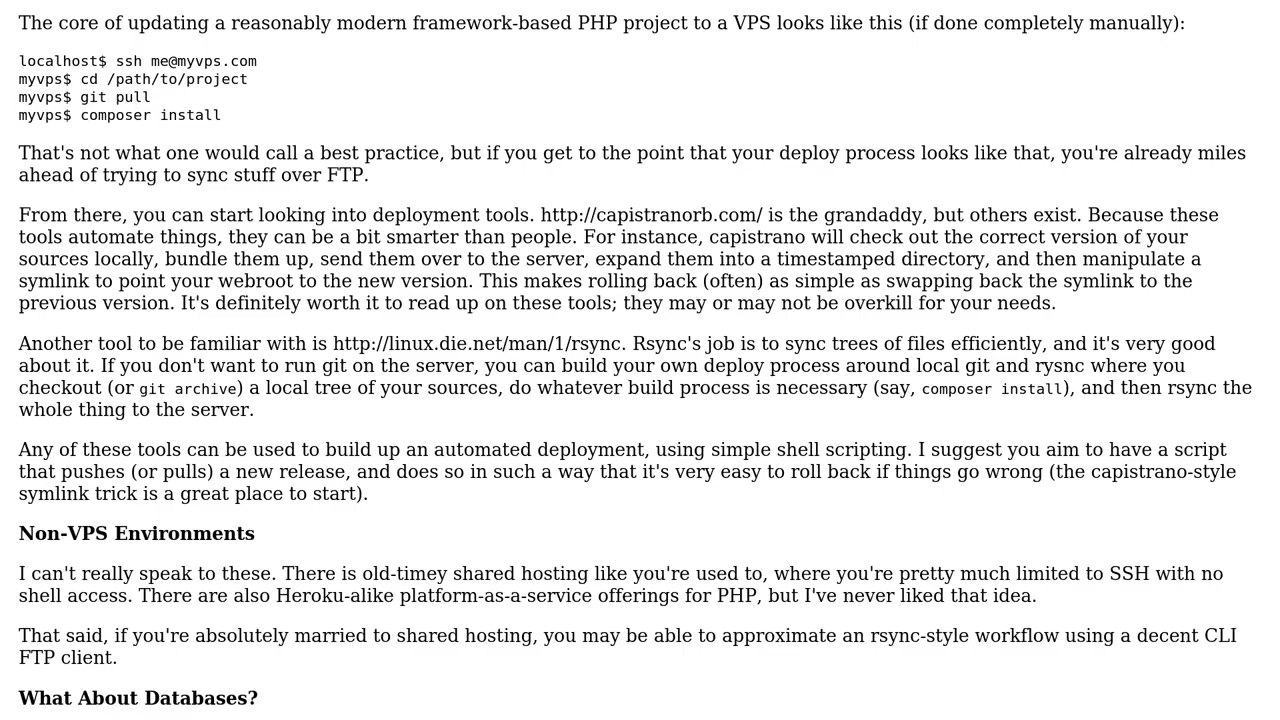 The core of updating a reasonably modern framework-based PHP project to a VPS looks like this (if done completely manually):
localhost$ ssh me@myvps.com
myvps$ cd /path/to/project
myvps$ git pull
myvps$ composer install
That's not what one would call a best practice, but if you get to the point that your deploy process looks like that, you're already miles
ahead of trying to sync stuff over FTP.
From there, you can start looking into deployment tools. http://capistranorb.com/ is the grandaddy, but others exist. Because these
tools automate things, they can be a bit smarter than people. For instance, capistrano will check out the correct version of your
sources locally, bundle them up, send them over to the server, expand them into a timestamped directory, and then manipulate a
symlink to point your webroot to the new version. This makes rolling back (often) as simple as swapping back the symlink to the
previous version. It's definitely worth it to read up on these tools; they may or may not be overkill for your needs.
Another tool to be familiar with is http://linux.die.net/man/1/rsync. Rsync's job is to sync trees of files efficiently, and it's very good
about it. If you don't want to run git on the server, you can build your own deploy process around local git and rysnc where you
checkout (or git archive) a local tree of your sources, do whatever build process is necessary (say, composer install), and then rsync the
whole thing to the server.
Any of these tools can be used to build up an automated deployment, using simple shell scripting. I suggest you aim to have a script
that pushes (or pulls) a new release, and does so in such a way that it's very easy to roll back if things go wrong (the capistrano-style
symlink trick is a great place to start).
Non-VPS Environments
I can't really speak to these. There is old-timey shared hosting like you're used to, where you're pretty much limited to SSH with no
shell access. There are also Heroku-alike platform-as-a-service offerings for PHP, but I've never liked that idea.
That said, if you're absolutely married to shared hosting, you may be able to approximate an rsync-style workflow using a decent CLI
FTP client.
What About Databases?